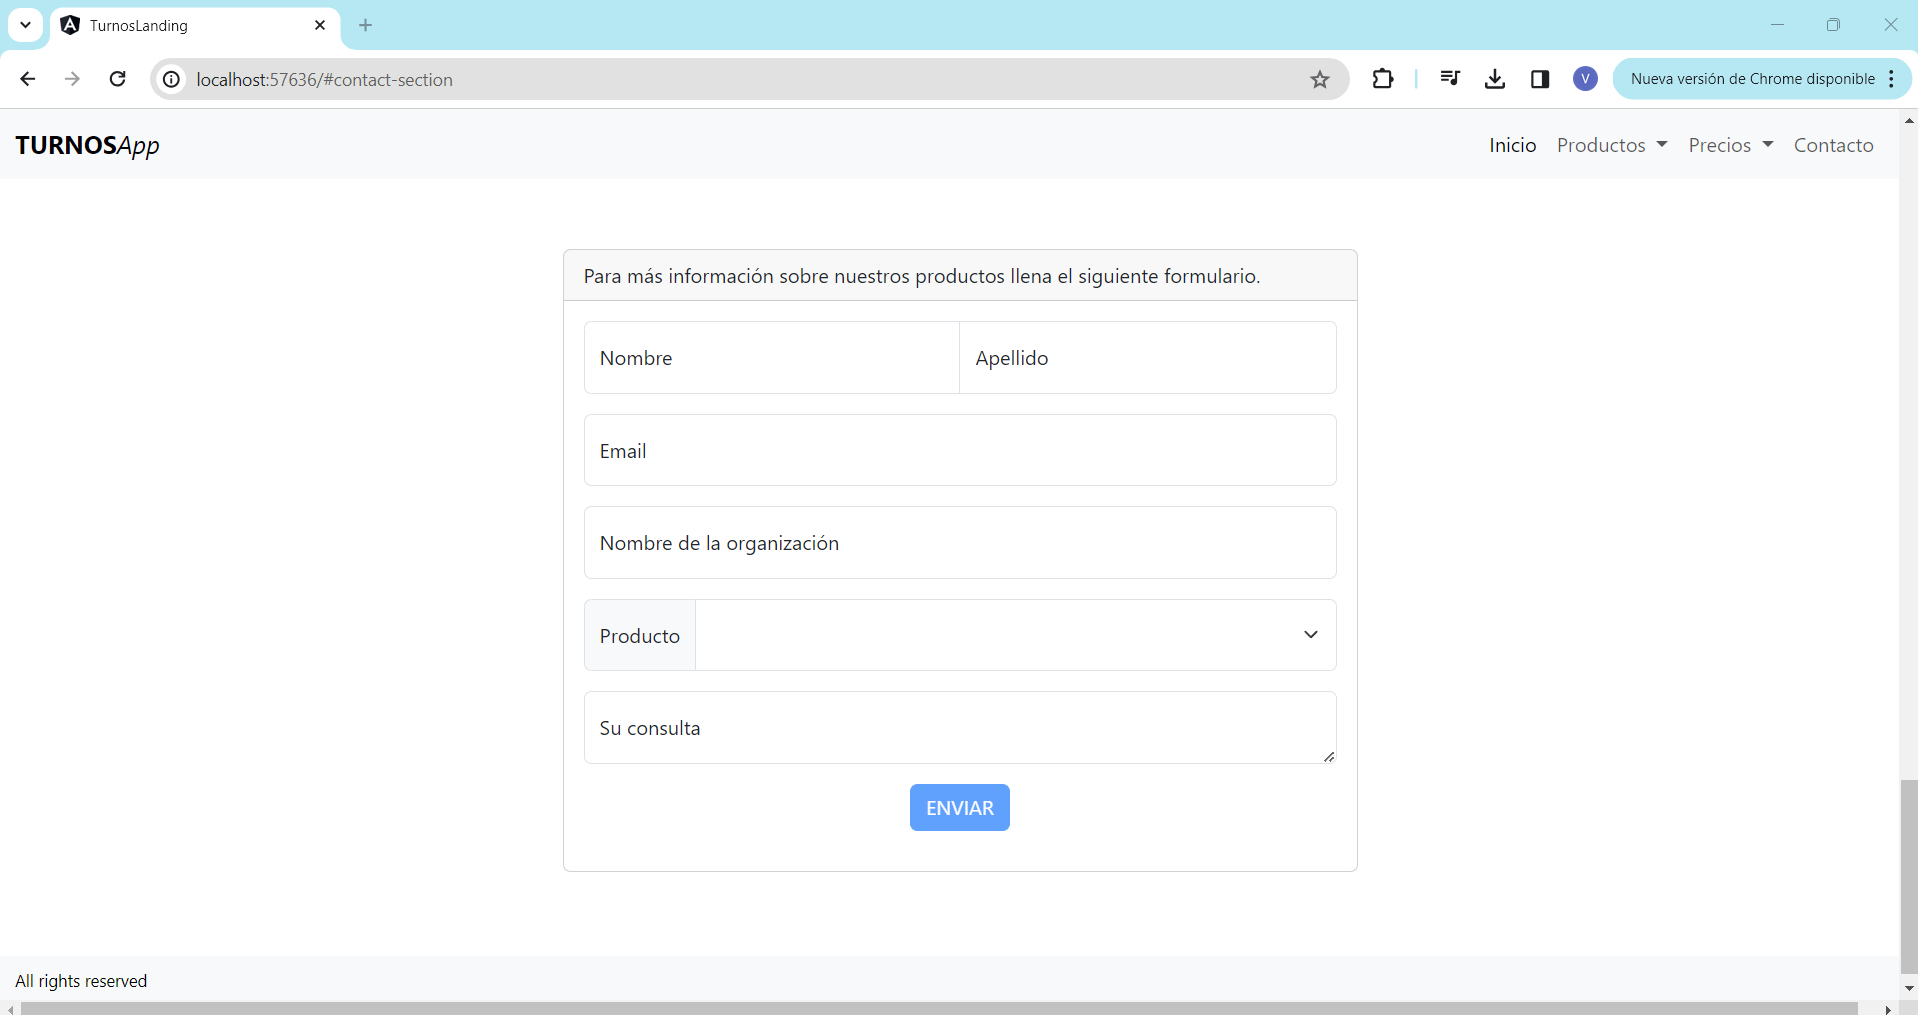 TurnosLanding
localhost:57636/#contact-section
V
Nueva versión de Chrome disponible
TURNOSApp
Inicio
Productos
Precios
Contacto
Para más información sobre nuestros productos llena el siguiente formulario.
Nombre
Apellido
Email
Nombre de la organización
Producto
Su consulta
ENVIAR
All rights reserved